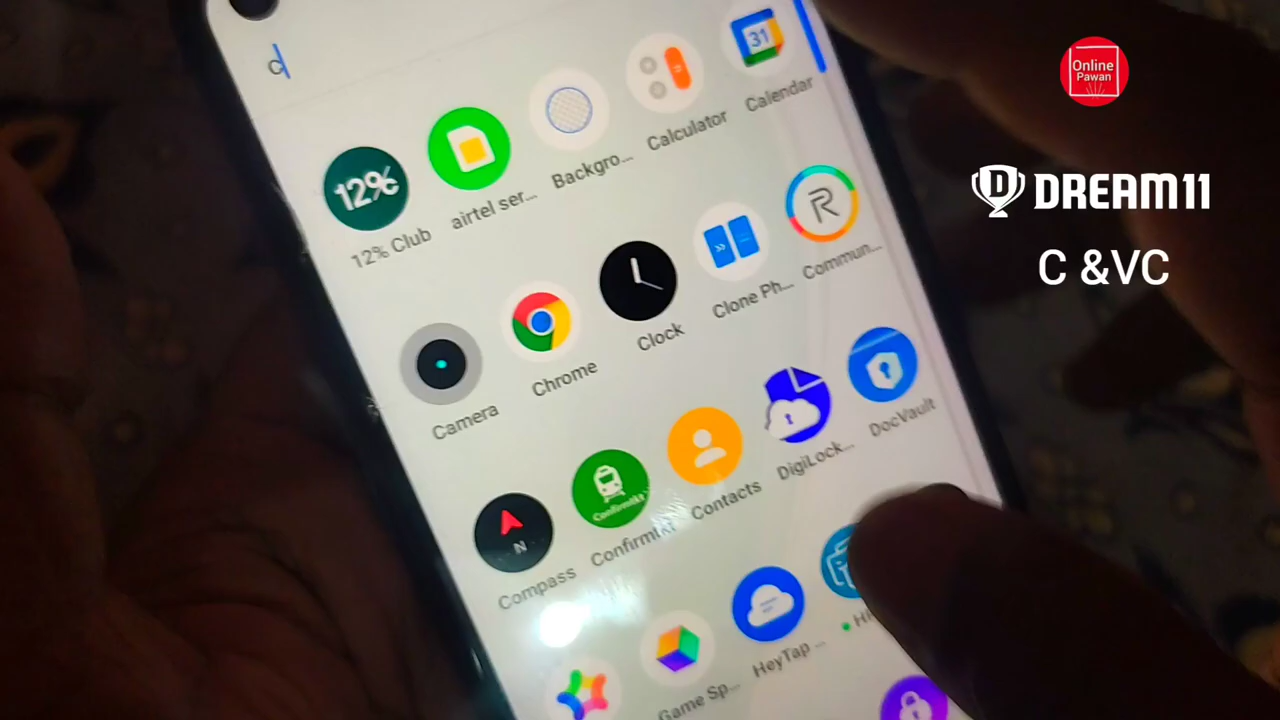 c
12% Club
airtel ser...
Backgro...
Calculator
31
Calendar
12%
Camera
Chrome
Clock
Clone Ph...
Commun...
R
Compass
N
ConfirmTkt
Confirmtkt
Contacts
DigiLock...
DocVault
Game Sp...
HeyTap ...
Online
Pawan
D DREAM11
C &VC